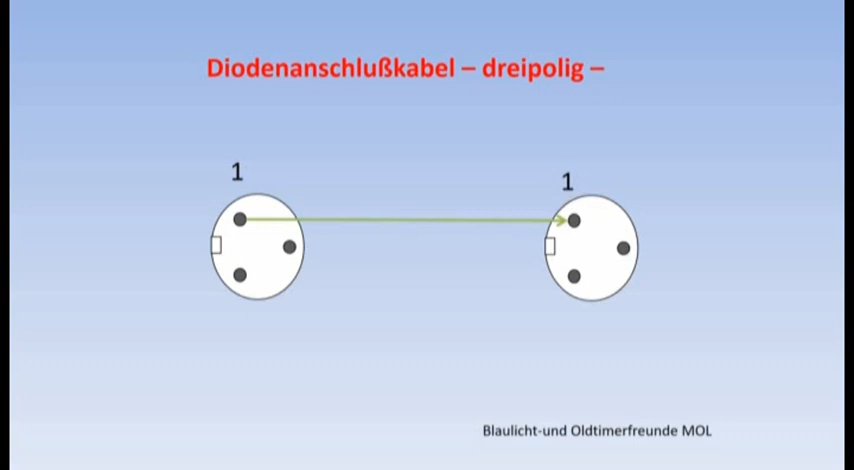 Diodenanschlußkabel – dreipolig –
1
1
Blaulicht-und Oldtimerfreunde MOL